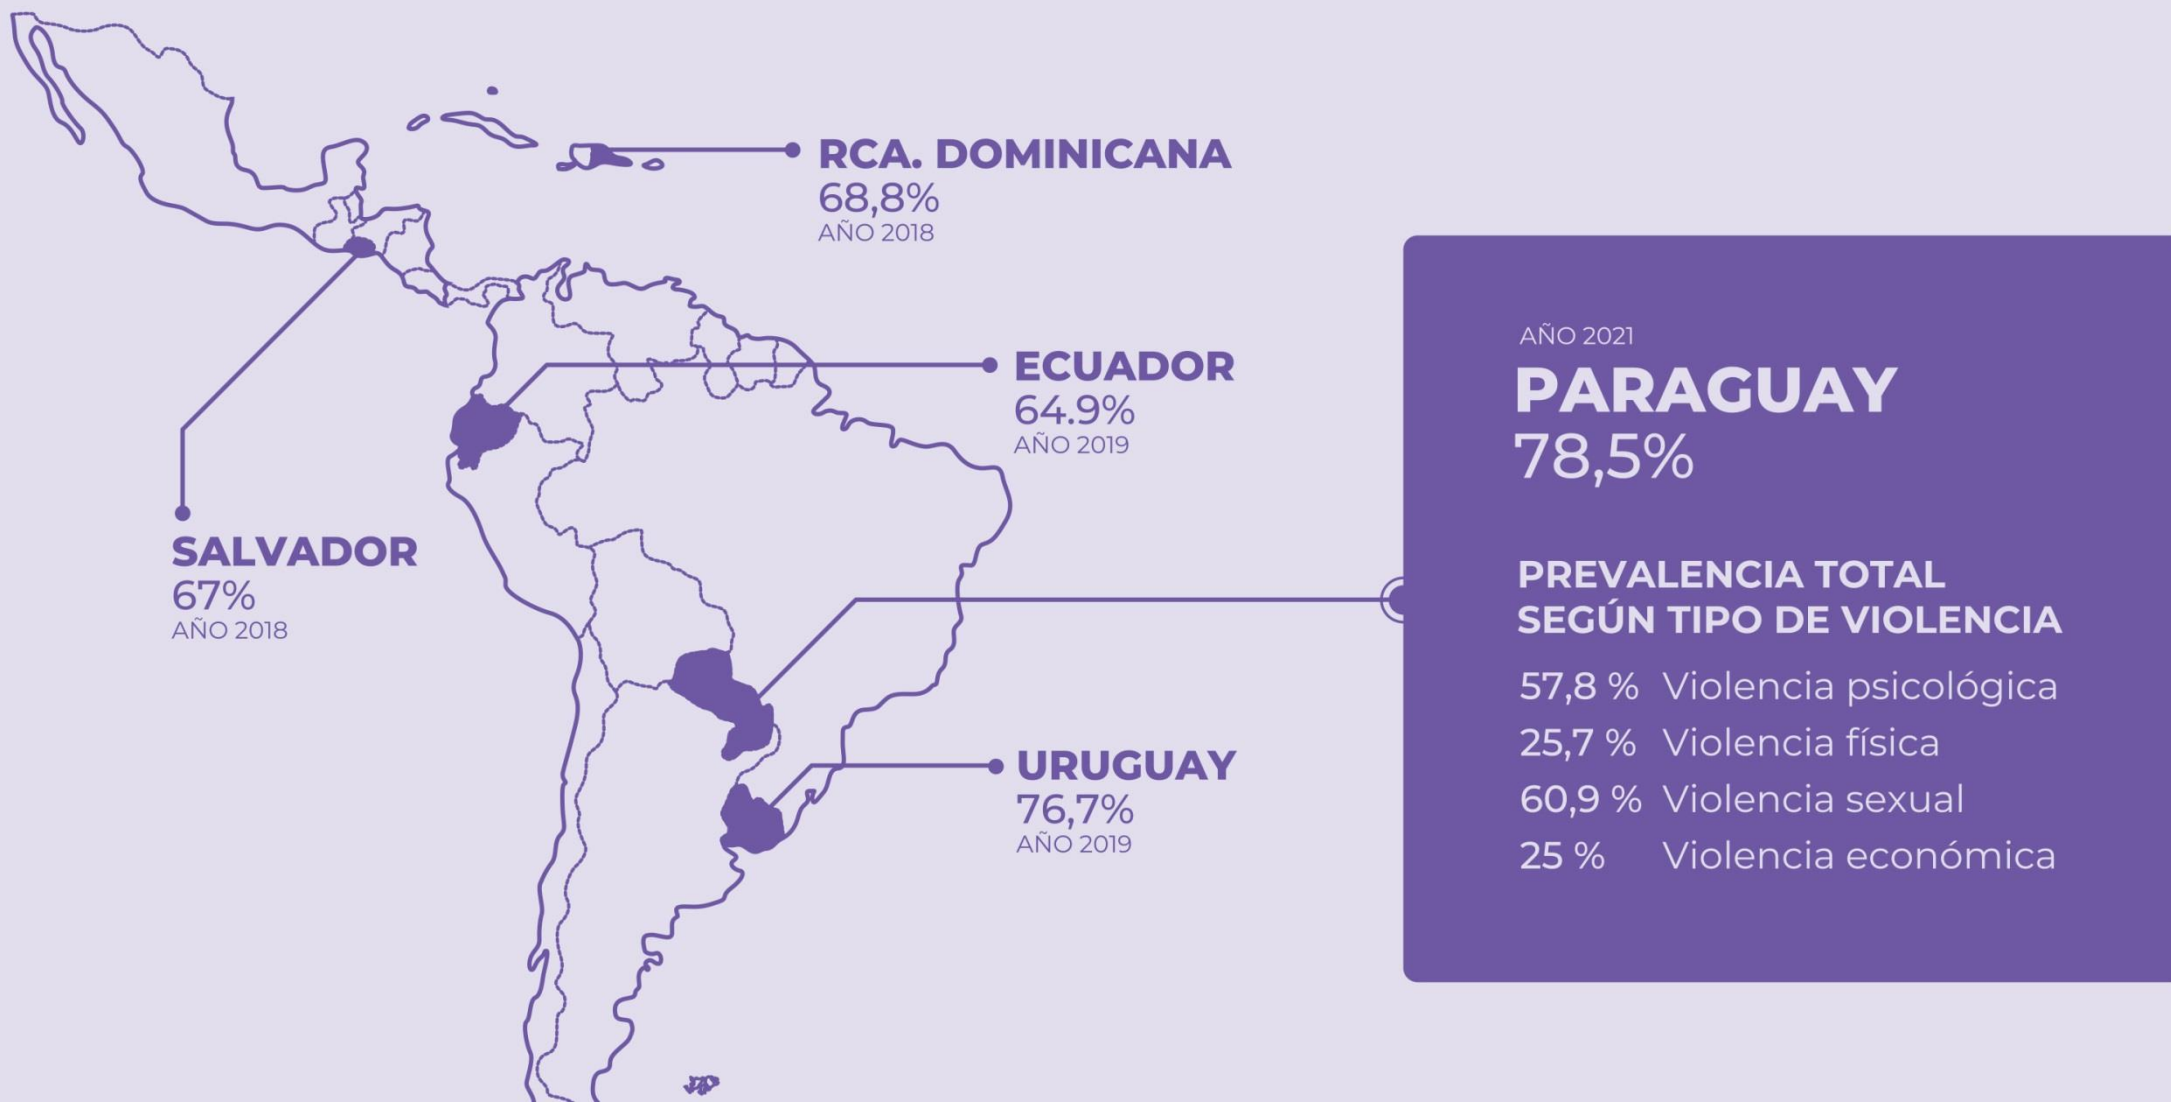 RCA. DOMINICANA
68,8%
AÑO 2018
ECUADOR
64.9%
AÑO 2019
SALVADOR
67%
AÑO 2018
URUGUAY
76,7%
AÑO 2019
AÑO 2021
PARAGUAY
78,5%
PREVALENCIA TOTAL
SEGÚN TIPO DE VIOLENCIA
57,8 % Violencia psicológica
25,7 % Violencia física
60,9 % Violencia sexual
25 % Violencia económica